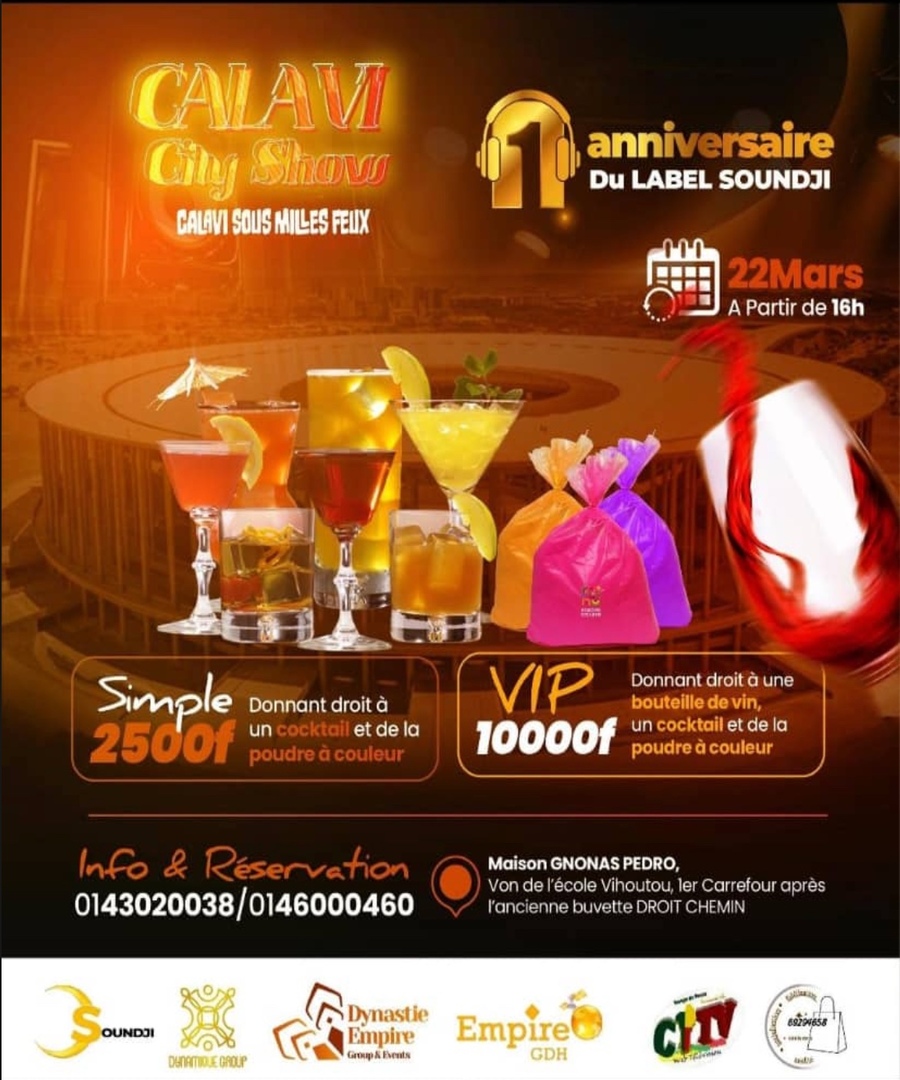 CALAVI
City Show
CALAVI SOUS MILLES FEUX
1 anniversaire
Du LABEL SOUNDJI
22Mars
A Partir de 16h
Simple
2500f
Donnant droit à
un cocktail et de la
poudre à couleur
VIP
10000f
Donnant droit à une
bouteille de vin,
un cocktail et de la
poudre à couleur
Info & Réservation
0143020038/0146000460
Maison GNONAS PEDRO,
Von de l'école Vihoutou, 1er Carrefour après
l'ancienne buvette DROIT CHEMIN
SOUNDJI
DYNAMIQUE GROUP
Dynastie
Empire
Group & Events
Empire
GDH
CITY
69294658